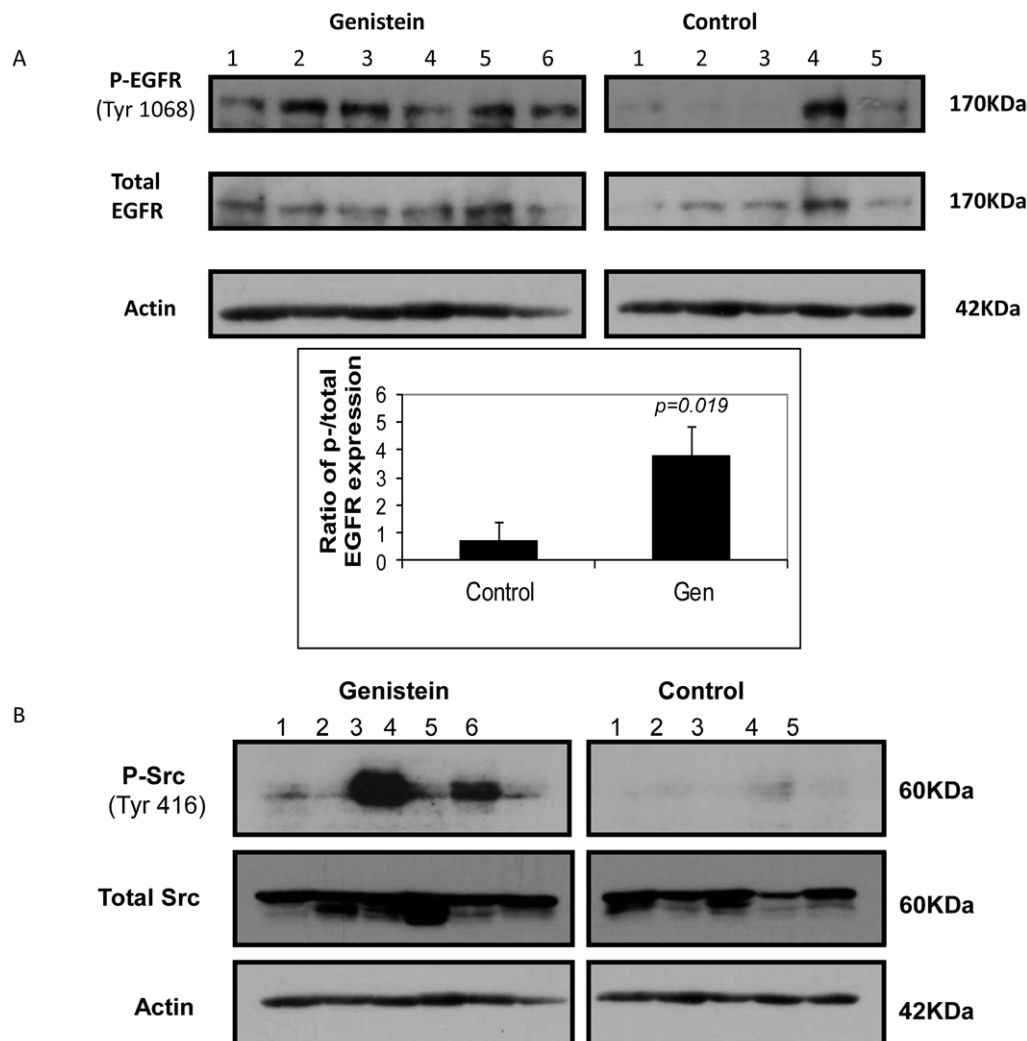 Genistein Control
A
1 2 3 4 5 6 1 2 3 4 5
P-EGFR
(Tyr 1068)
170KDa
Total
EGFR
170KDa
Actin
42KDa
Ratio of p-/total
EGFR expression
6
5
4
3
2
1
0
p=0.019
Control Gen
B
Genistein Control
1 2 3 4 5 6 1 2 3 4 5
P-Src
(Tyr 416)
60KDa
Total Src
60KDa
Actin
42KDa